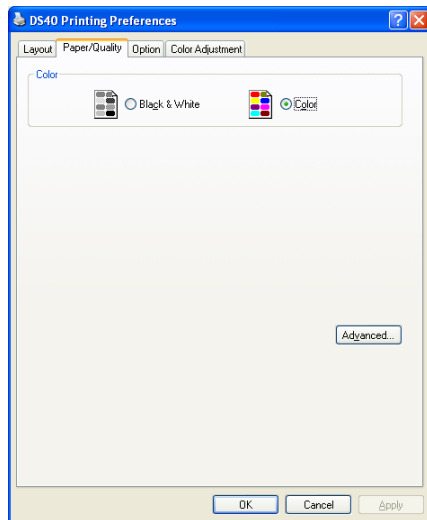 DS40 Printing Preferences
Layout Paper/Quality Option Color Adjustment
Color
Black & White Color
Advanced...
OK Cancel Apply